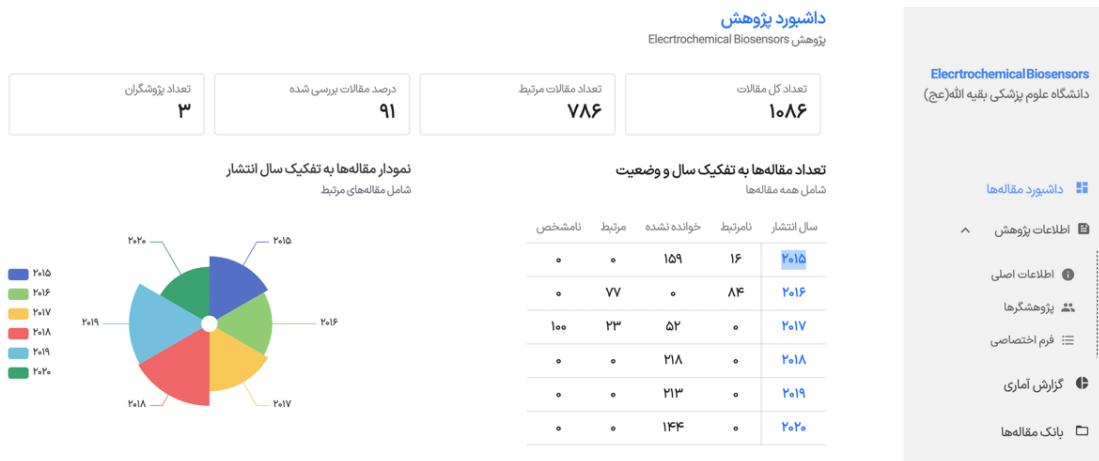 Elecrtrochemical Biosensors
دانشگاه علوم پزشکی بقیه الله(عج)
داشبورد مقاله‌ها
اطلاعات پژوهش
اطلاعات اصلی
پژوهشگرها
فرم اختصاصی
گزارش آماری
بانک مقاله‌ها
داشبورد پژوهش
پژوهش Elecrtrochemical Biosensors
تعداد کل مقالات
۱۰۸۶
تعداد مقالات مرتبط
۷۸۶
درصد مقالات بررسی شده
۹۱
تعداد پژوشگران
۳
تعداد مقاله‌ها به تفکیک سال و وضعیت
شامل همه مقاله‌ها
سال انتشار نامرتبط خوانده نشده مرتبط نامشخص
۲۰۱۵ ۱۶ ۱۵۹ ۰ ۰
۲۰۱۶ ۸۴ ۰ ۷۷ ۰
۲۰۱۷ ۰ ۵۲ ۲۳ ۱۰۰
۲۰۱۸ ۰ ۲۱۸ ۰ ۰
۲۰۱۹ ۰ ۲۱۳ ۰ ۰
۲۰۲۰ ۰ ۱۴۴ ۰ ۰
نمودار مقاله‌ها به تفکیک سال انتشار
شامل مقاله‌های مرتبط
۲۰۱۵
۲۰۱۶
۲۰۱۷
۲۰۱۸
۲۰۱۹
۲۰۲۰
۲۰۱۵
۲۰۱۶
۲۰۱۷
۲۰۱۸
۲۰۱۹
۲۰۲۰